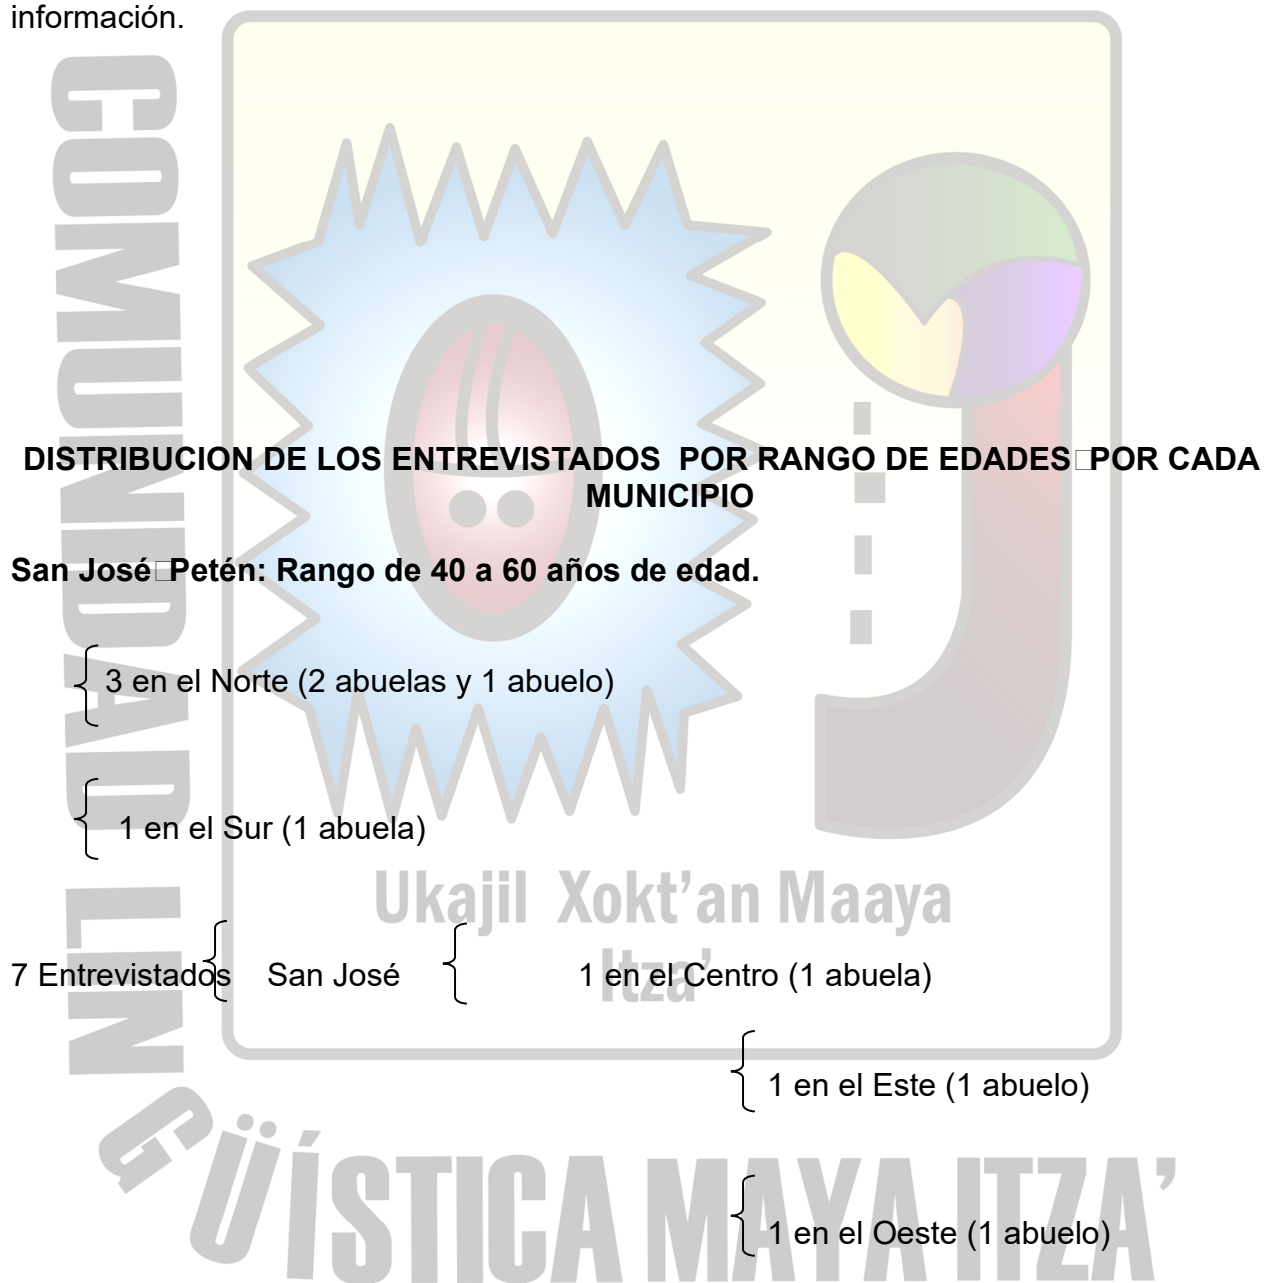 información.
DISTRIBUCION DE LOS ENTREVISTADOS POR RANGO DE EDADES□POR CADA
MUNICIPIO
San José□Petén: Rango de 40 a 60 años de edad.
3 en el Norte (2 abuelas y 1 abuelo)
1 en el Sur (1 abuela)
7 Entrevistados San José 1 en el Centro (1 abuela)
1 en el Este (1 abuelo)
1 en el Oeste (1 abuelo)
COMUNIDAD LINGÜÍSTICA MAYA ITZA’
Ukajil Xokt’an Maaya
Itza’